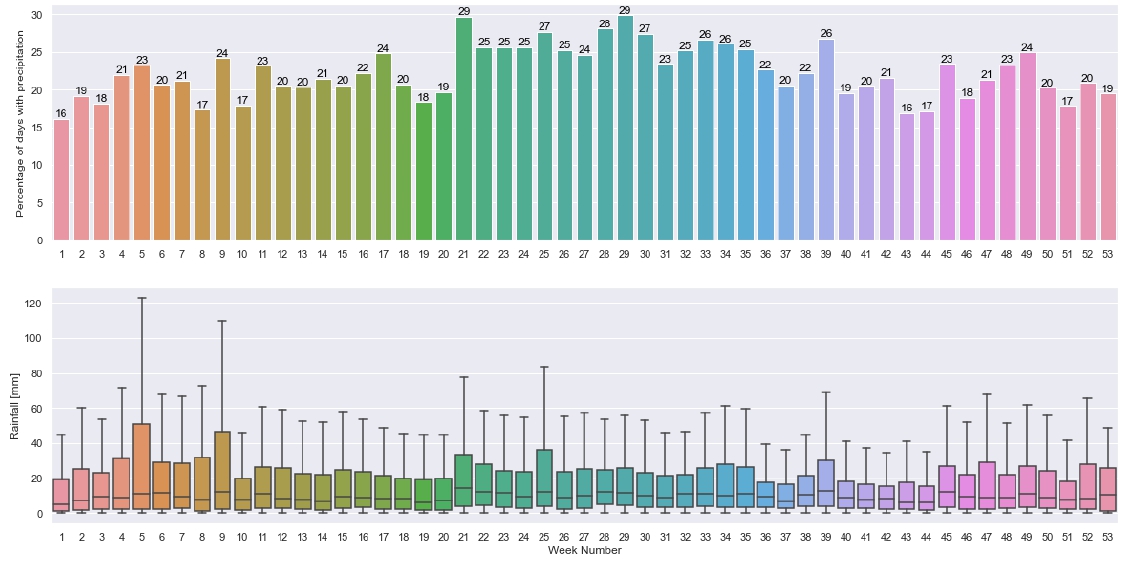 Percentage of days with precipitation
30
25
20
15
10
5
0
16 19 18 21 23 20 21 17 24 17 23 20 20 21 20 22 24 20 18 19 29 25 25 25 27 25 24 28 29 27 23 25 26 26 25 22 20 22 26 19 20 21 16 17 23 18 21 23 24 20 17 20 19
1 2 3 4 5 6 7 8 9 10 11 12 13 14 15 16 17 18 19 20 21 22 23 24 25 26 27 28 29 30 31 32 33 34 35 36 37 38 39 40 41 42 43 44 45 46 47 48 49 50 51 52 53
Rainfall [mm]
120
100
80
60
40
20
0
1 2 3 4 5 6 7 8 9 10 11 12 13 14 15 16 17 18 19 20 21 22 23 24 25 26 27 28 29 30 31 32 33 34 35 36 37 38 39 40 41 42 43 44 45 46 47 48 49 50 51 52 53
Week Number